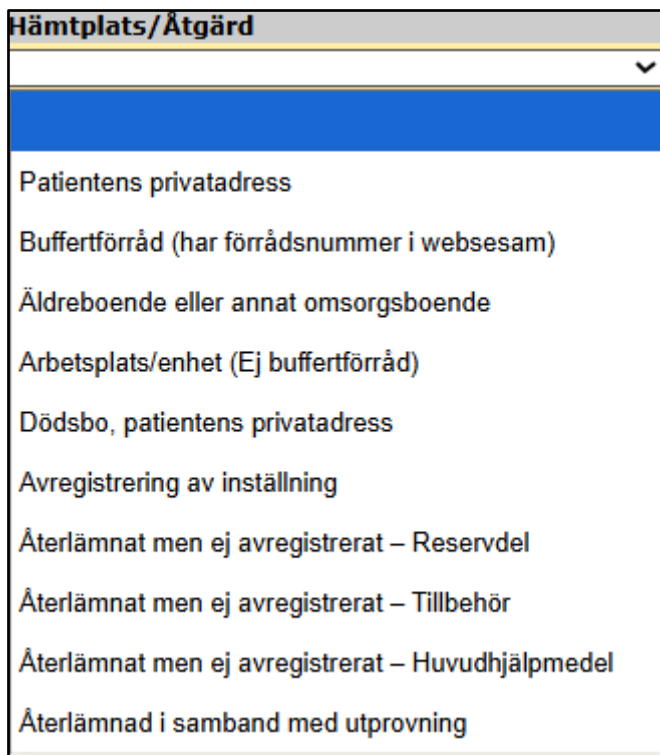 Hämtplats/Åtgärd
Patientens privatadress
Buffertförråd (har förrådsnummer i websesam)
Äldreboende eller annat omsorgsboende
Arbetsplats/enhet (Ej buffertförråd)
Dödsbo, patientens privatadress
Avregistrering av inställning
Återlämnat men ej avregistrerat – Reservdel
Återlämnat men ej avregistrerat – Tillbehör
Återlämnat men ej avregistrerat – Huvudhjälpmedel
Återlämnad i samband med utprovning